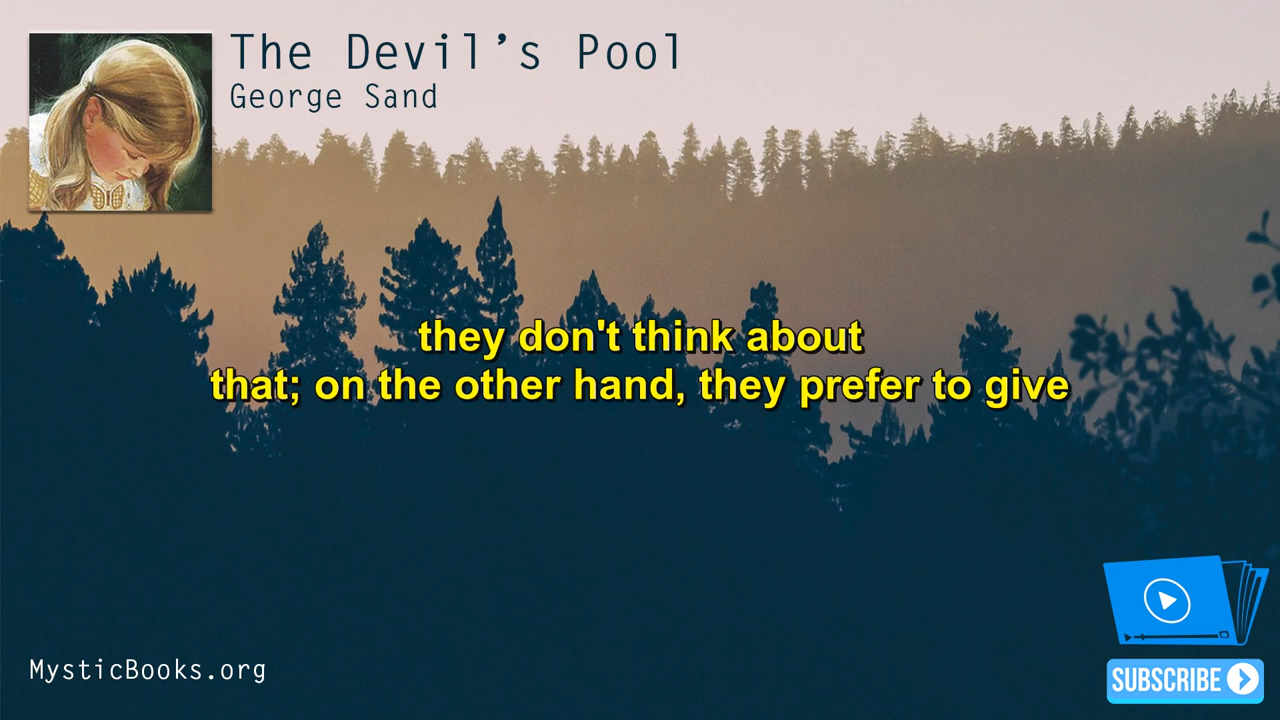 The Devil's Pool
George Sand
they don't think about
that; on the other hand, they prefer to give
MysticBooks.org
SUBSCRIBE